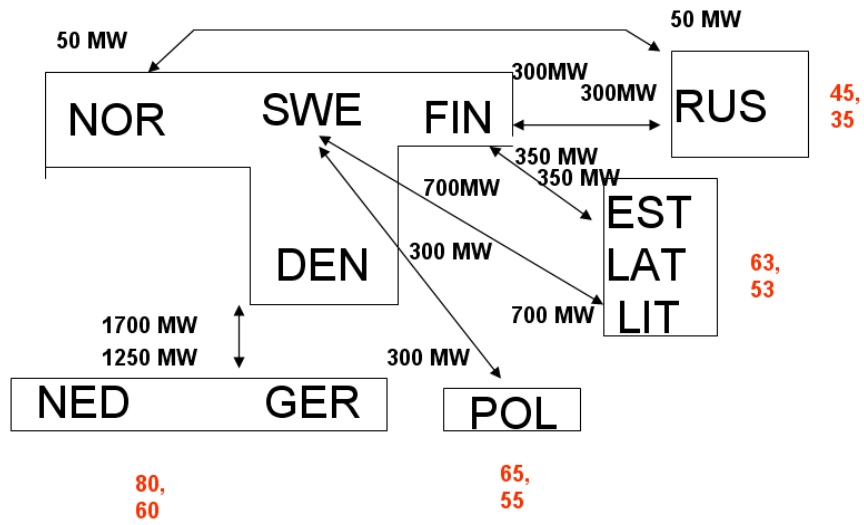 50 MW
50 MW
NOR
SWE
FIN
300MW
300MW
RUS
45,
35
350 MW
350 MW
700MW
EST
LAT
LIT
63,
53
DEN
300 MW
700 MW
1700 MW
1250 MW
300 MW
NED
GER
POL
80,
60
65,
55